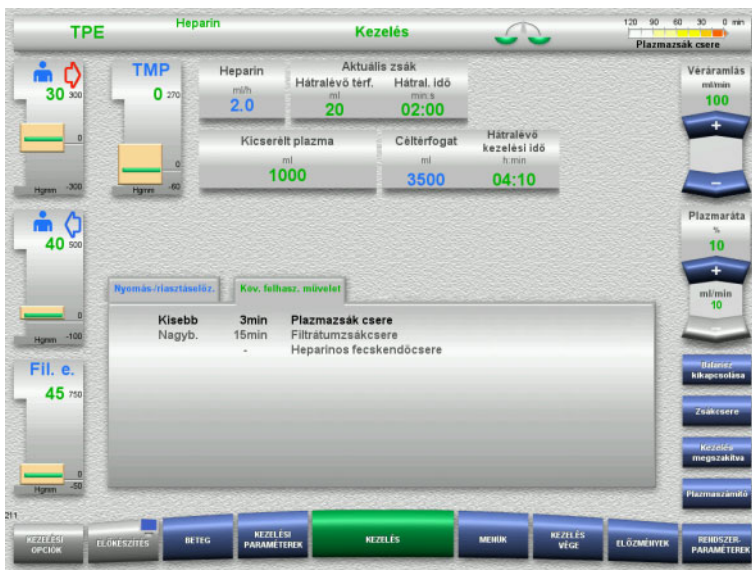 TPE
Heparin
Kezelés
120 90 60 30 0 min
Plazmazsák csere
30 300
0
Hgmm -300
TMP
0 270
0
Hgmm -60
Heparin
ml/h
2.0
Aktuális zsák
Hátralévő térf. Hátral. idő
ml min:s
20 02:00
Kicserélt plazma
ml
1000
Céltérfogat
ml
3500
Hátralévő
kezelési idő
h:min
04:10
Véráramlás
ml/min
100
+
–
40 500
0
Hgmm -100
Plazmaráta
%
10
+
ml/min
10
–
Nyomás-/riasztáselőz.
Köv. felhasz. művelet
Kisebb 3min Plazmazsák csere
Nagyb. 15min Filtrátumzsákcsere
- Heparinos fecskendőcsere
Fil. e.
45 750
0
Hgmm -50
Balansz
kikapcsolása
Zsákcsere
Kezelés
megszakítva
Plazmaszámító
211
KEZELÉSI
OPCIÓK
ELŐKÉSZÍTÉS
BETEG
KEZELÉSI
PARAMÉTEREK
KEZELÉS
MENÜK
KEZELÉS
VÉGE
ELŐZMÉNYEK
RENDSZER-
PARAMÉTEREK